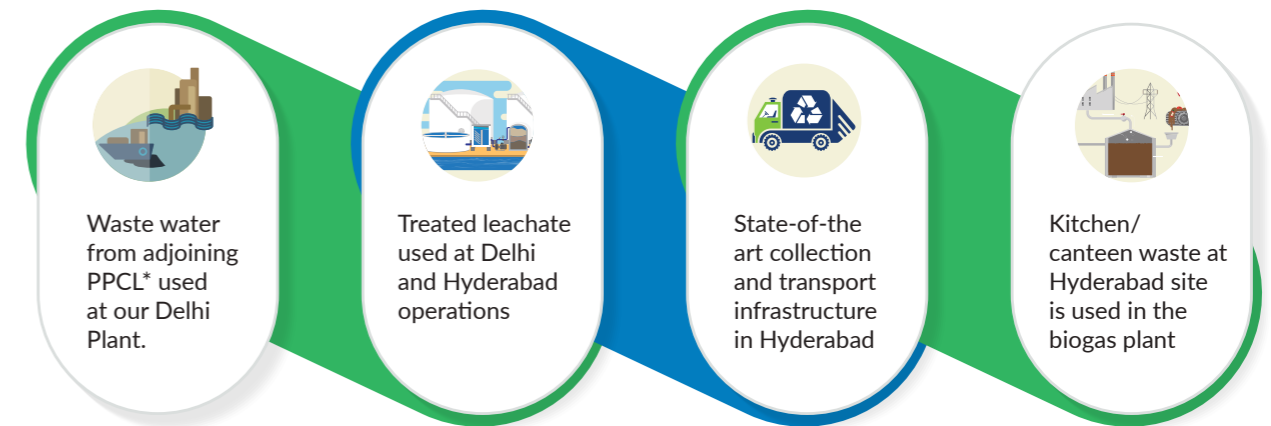 Waste water
from adjoining
PPCL* used
at our Delhi
Plant.
Treated leachate
used at Delhi
and Hyderabad
operations
State-of-the
art collection
and transport
infrastructure
in Hyderabad
Kitchen/
canteen waste at
Hyderabad site
is used in the
biogas plant